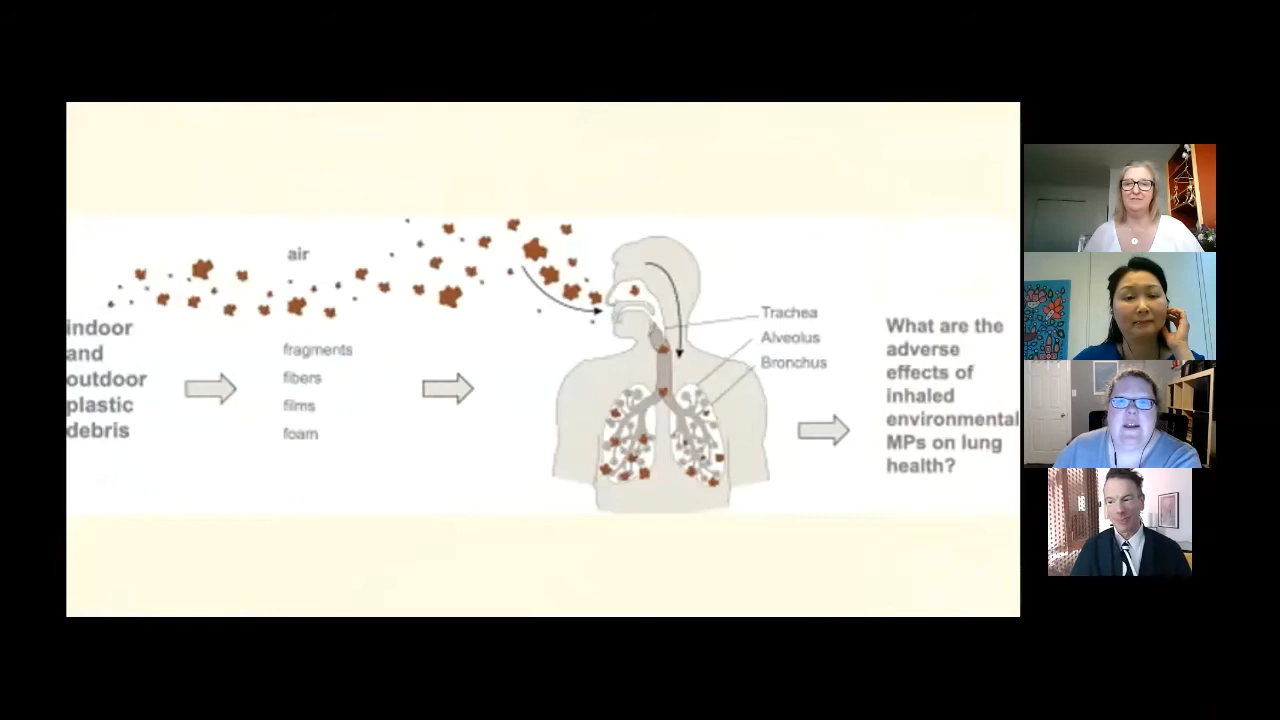 air
indoor
and
outdoor
plastic
debris
fragments
fibers
films
foam
Trachea
Alveolus
Bronchus
What are the
adverse
effects of
inhaled
environmental
MPs on lung
health?